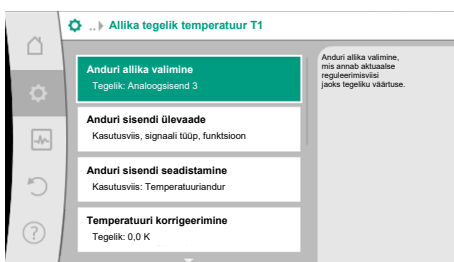 ..▸ Allika tegelik temperatuur T1
Anduri allika valimine
Tegelik: Analoogsisend 3
Anduri sisendi ülevaade
Kasutusviis, signaali tüüp, funktsioon
Anduri sisendi seadistamine
Kasutusviis: Temperatuuriandur
Temperatuuri korrigeerimine
Tegelik: 0,0 K
Anduri allika valimine,
mis annab aktuaalse
reguleerimisviisi
jaoks tegeliku väärtuse.
?